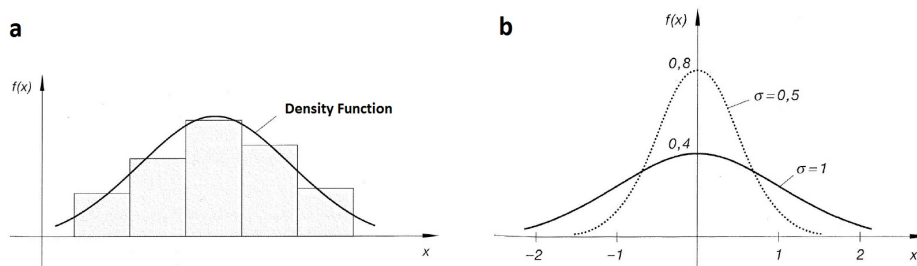 a
f(x)
Density Function
x
b
f(x)
0,8
σ=0,5
0,4
σ=1
-2
-1
1
2
x